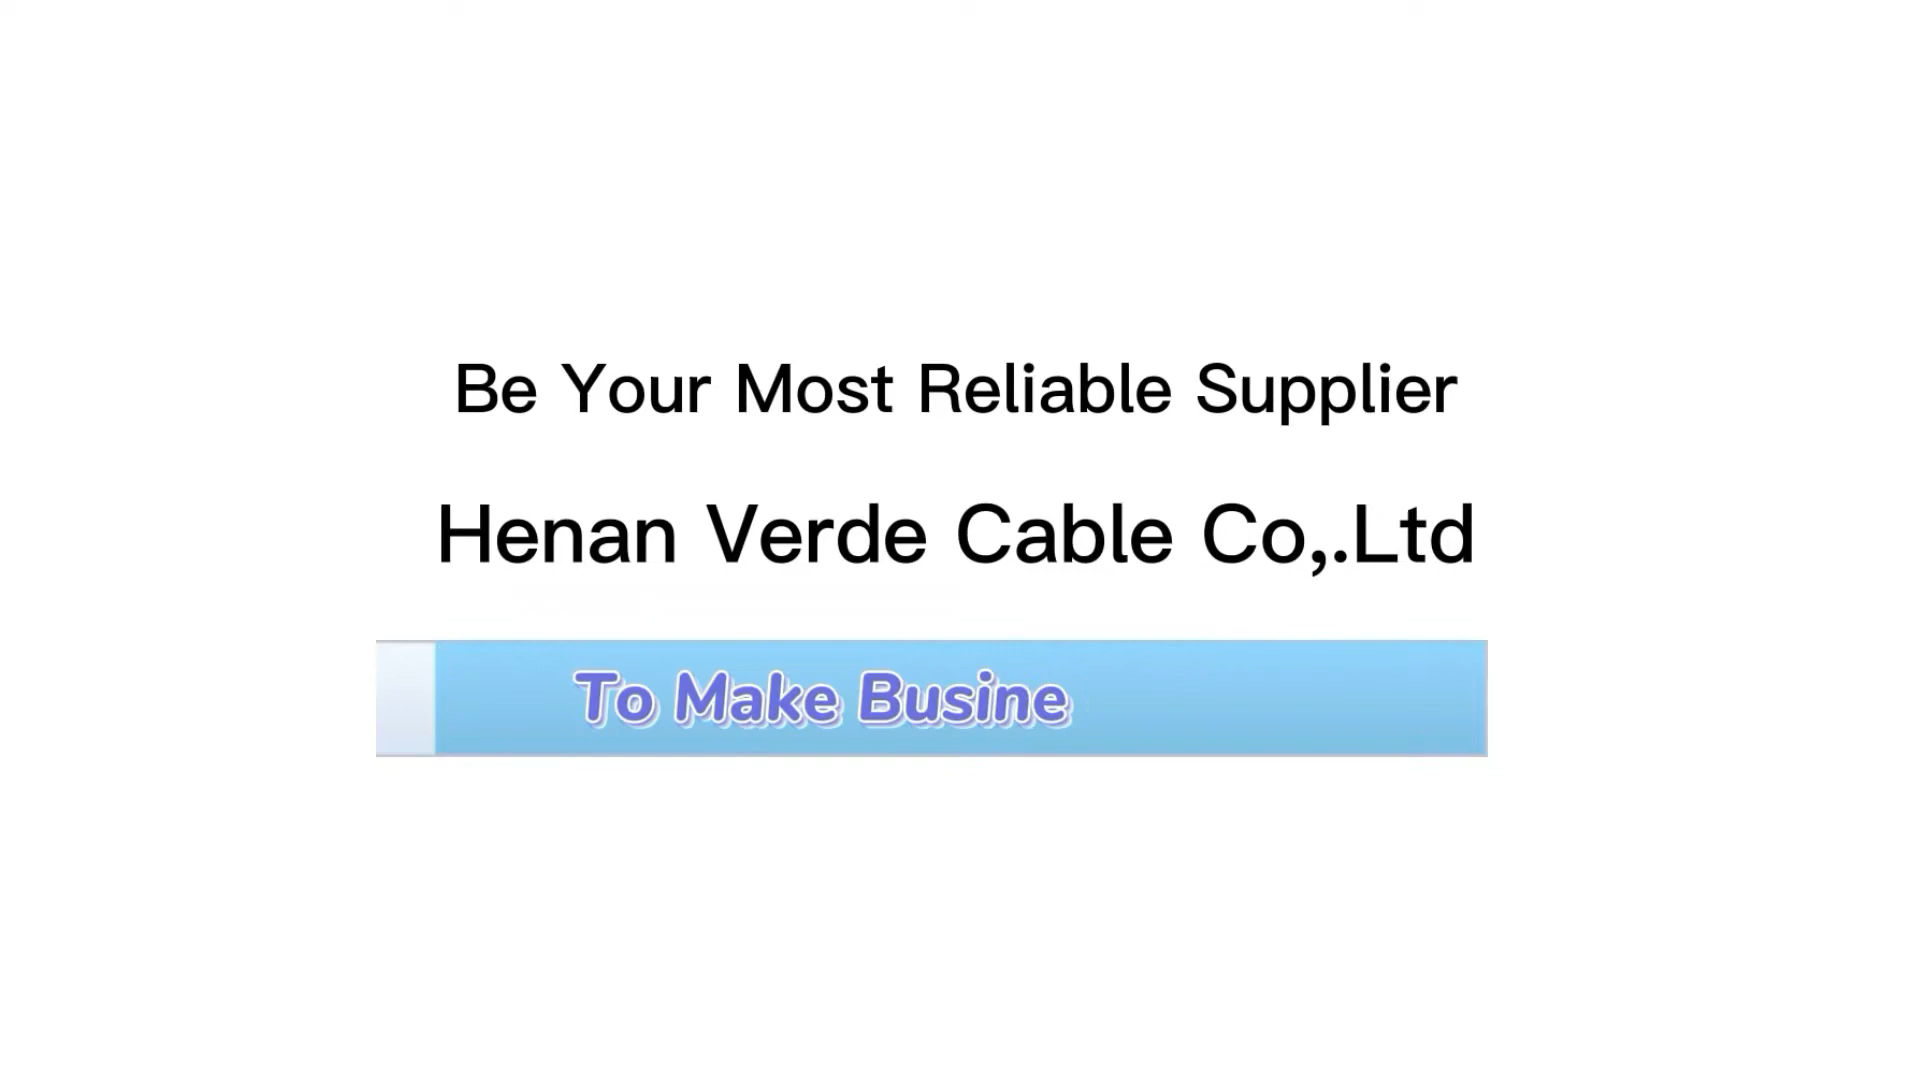 Be Your Most Reliable Supplier
Henan Verde Cable Co,.Ltd
To Make Busine